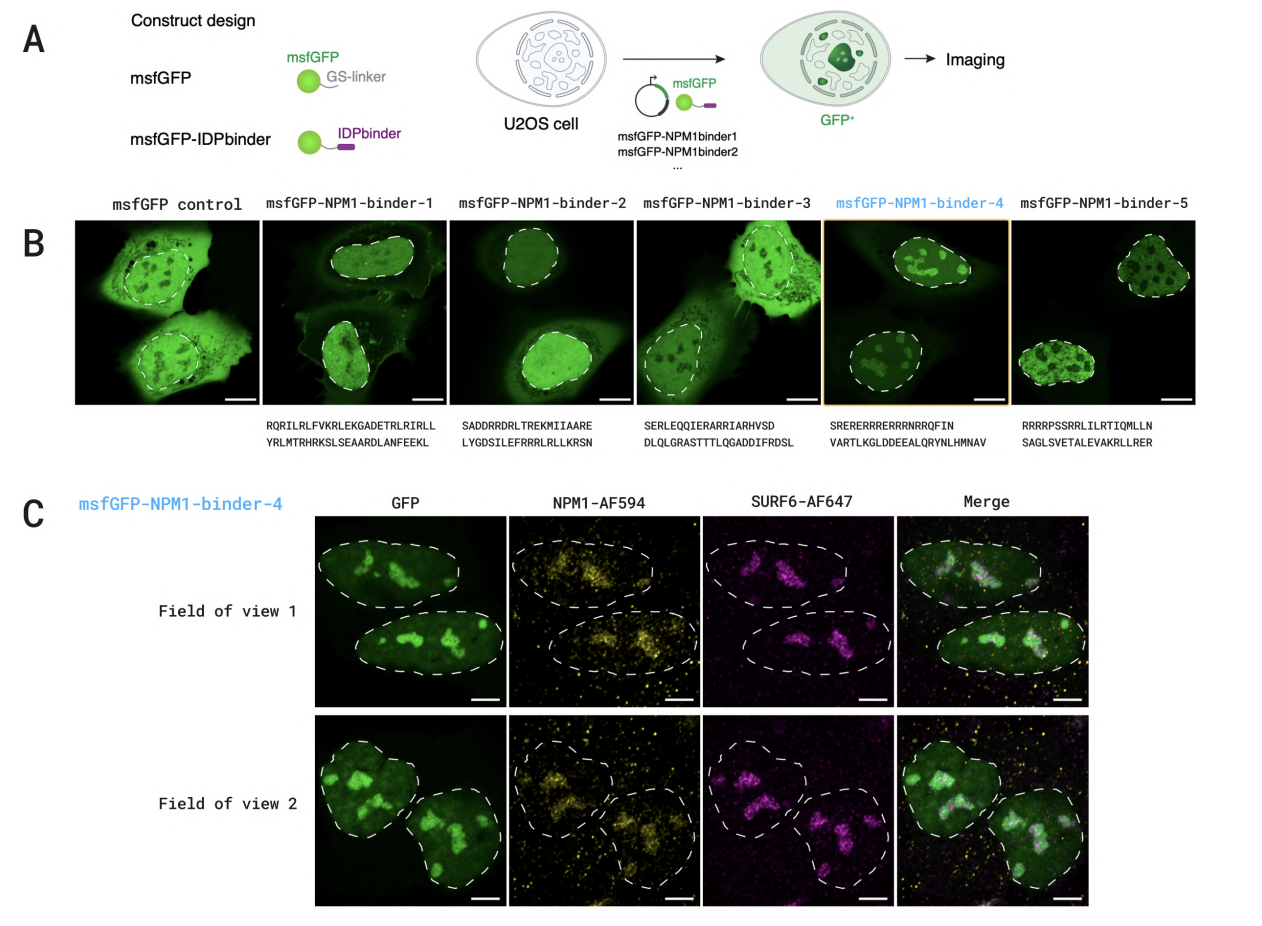 A
Construct design
msfGFP
msfGFP
GS-linker
msfGFP-IDPbinder
IDPbinder
U2OS cell
msfGFP
msfGFP-NPM1binder1
msfGFP-NPM1binder2
...
GFP+
Imaging
B
msfGFP control
msfGFP-NPM1-binder-1
msfGFP-NPM1-binder-2
msfGFP-NPM1-binder-3
msfGFP-NPM1-binder-4
msfGFP-NPM1-binder-5
RQRILRLFVKRLEKGADETRLRIRLL
YRLMTRHRKSLSEAARDLANFEEKL
SADDRRDRLTREKMIIAARE
LYGDSILEFRRRLRLLKRSN
SERLEQQIERARRIARHVSD
DLQLGRASTTTLQGADDIFRDSL
SRERERRRERRRNRRQFIN
VARTLKGLDDEEALQRYNLHMNAV
RRRRPSSRRLILRTIQMLLN
SAGLSVETALEVAKRLLRER
C
msfGFP-NPM1-binder-4
GFP
NPM1-AF594
SURF6-AF647
Merge
Field of view 1
Field of view 2